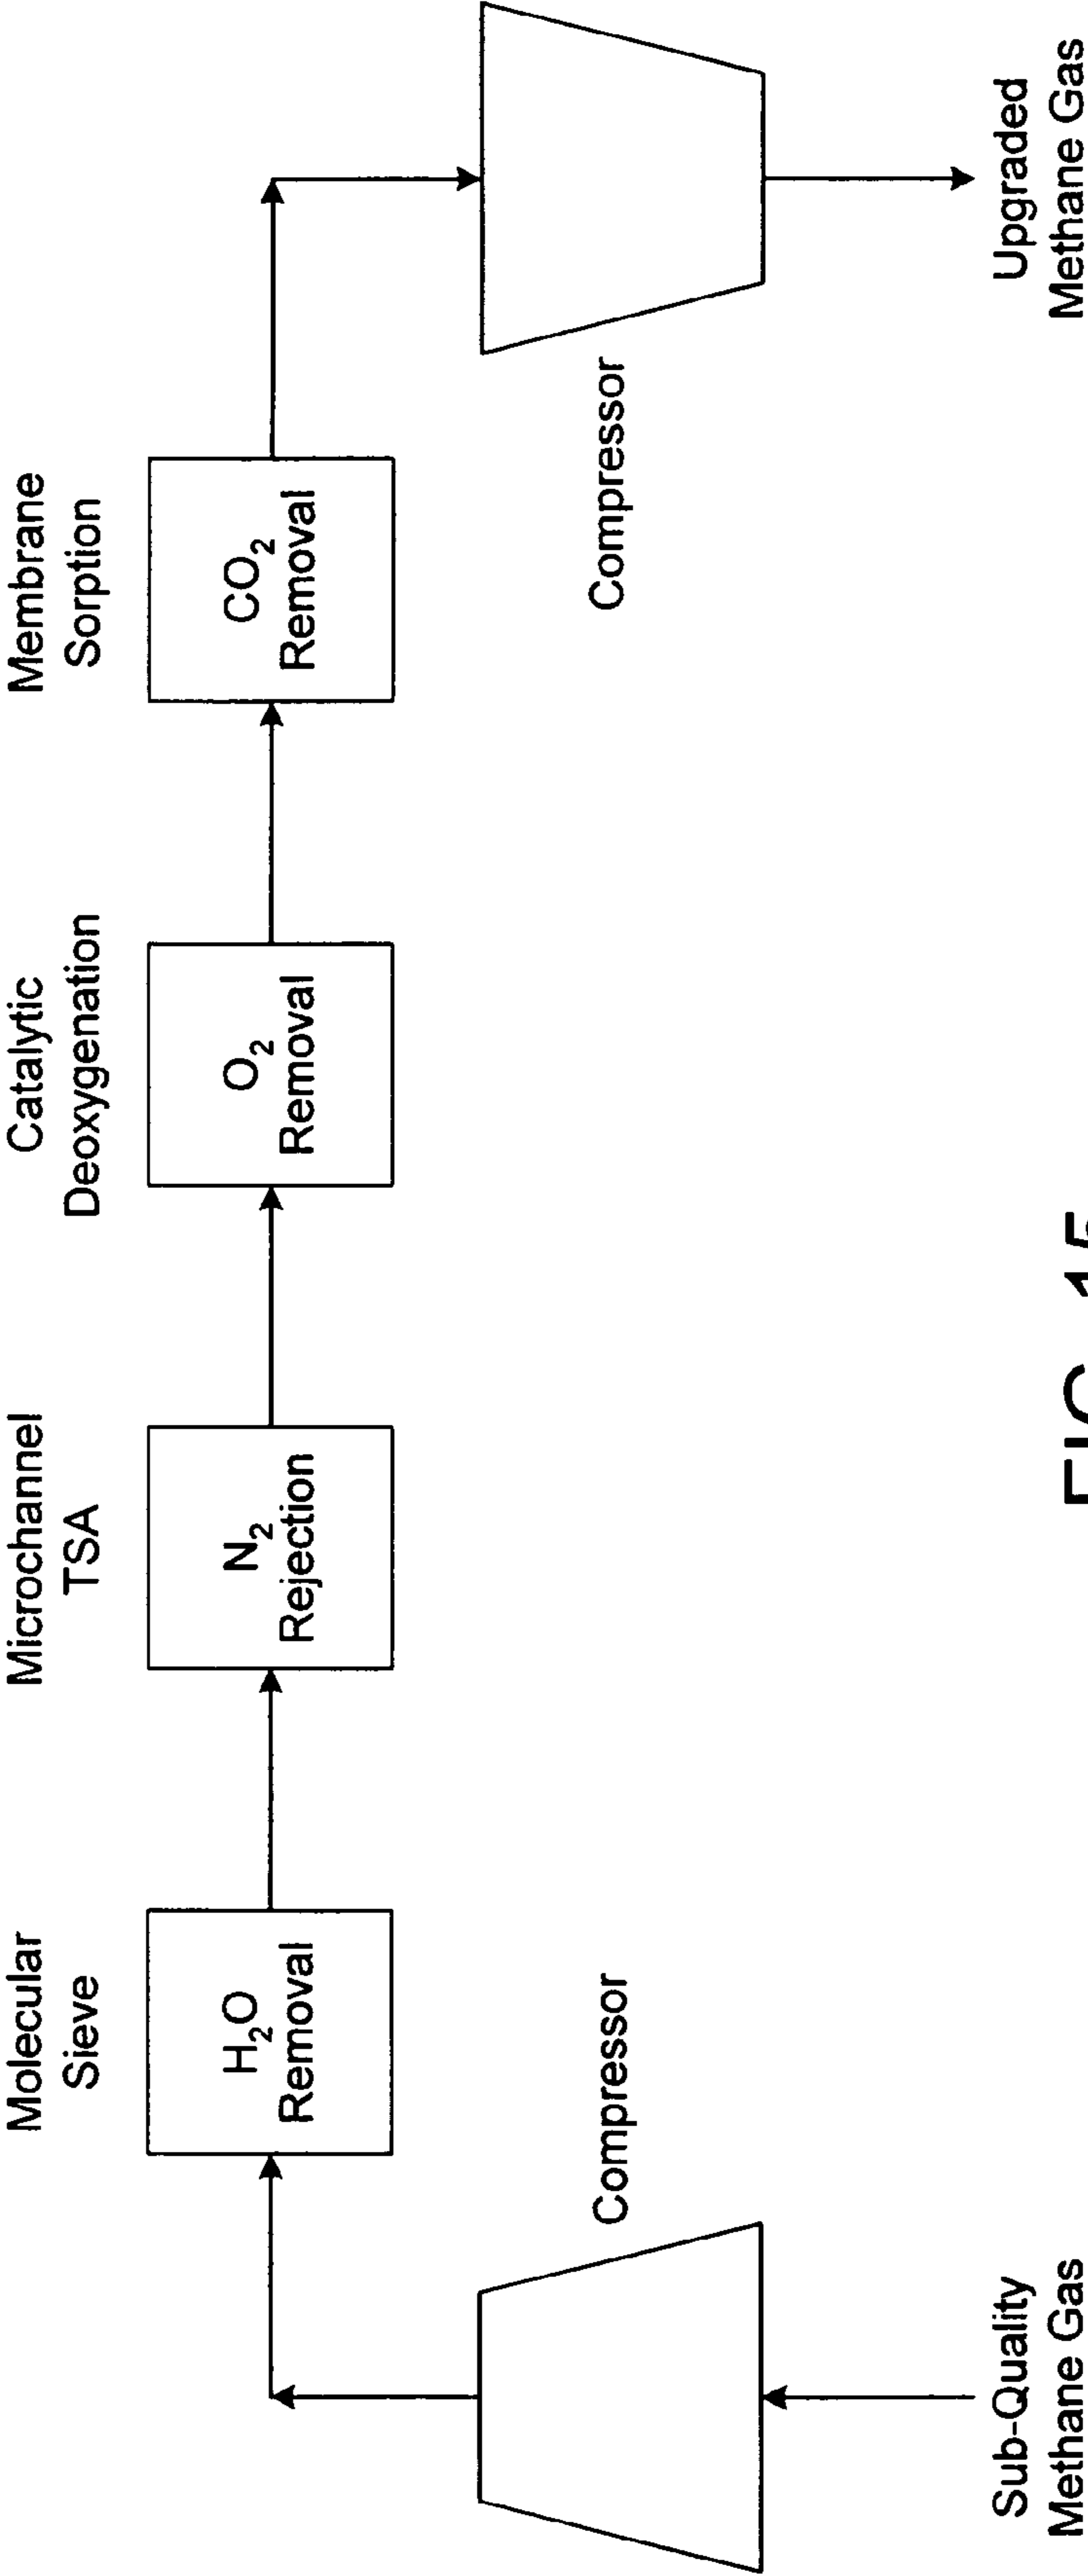 Molecular
Sieve
H₂O
Removal
Microchannel
TSA
N₂
Rejection
Catalytic
Deoxygenation
O₂
Removal
Membrane
Sorption
CO₂
Removal
Compressor
Compressor
Sub-Quality
Methane Gas
Upgraded
Methane Gas
FIG. 15